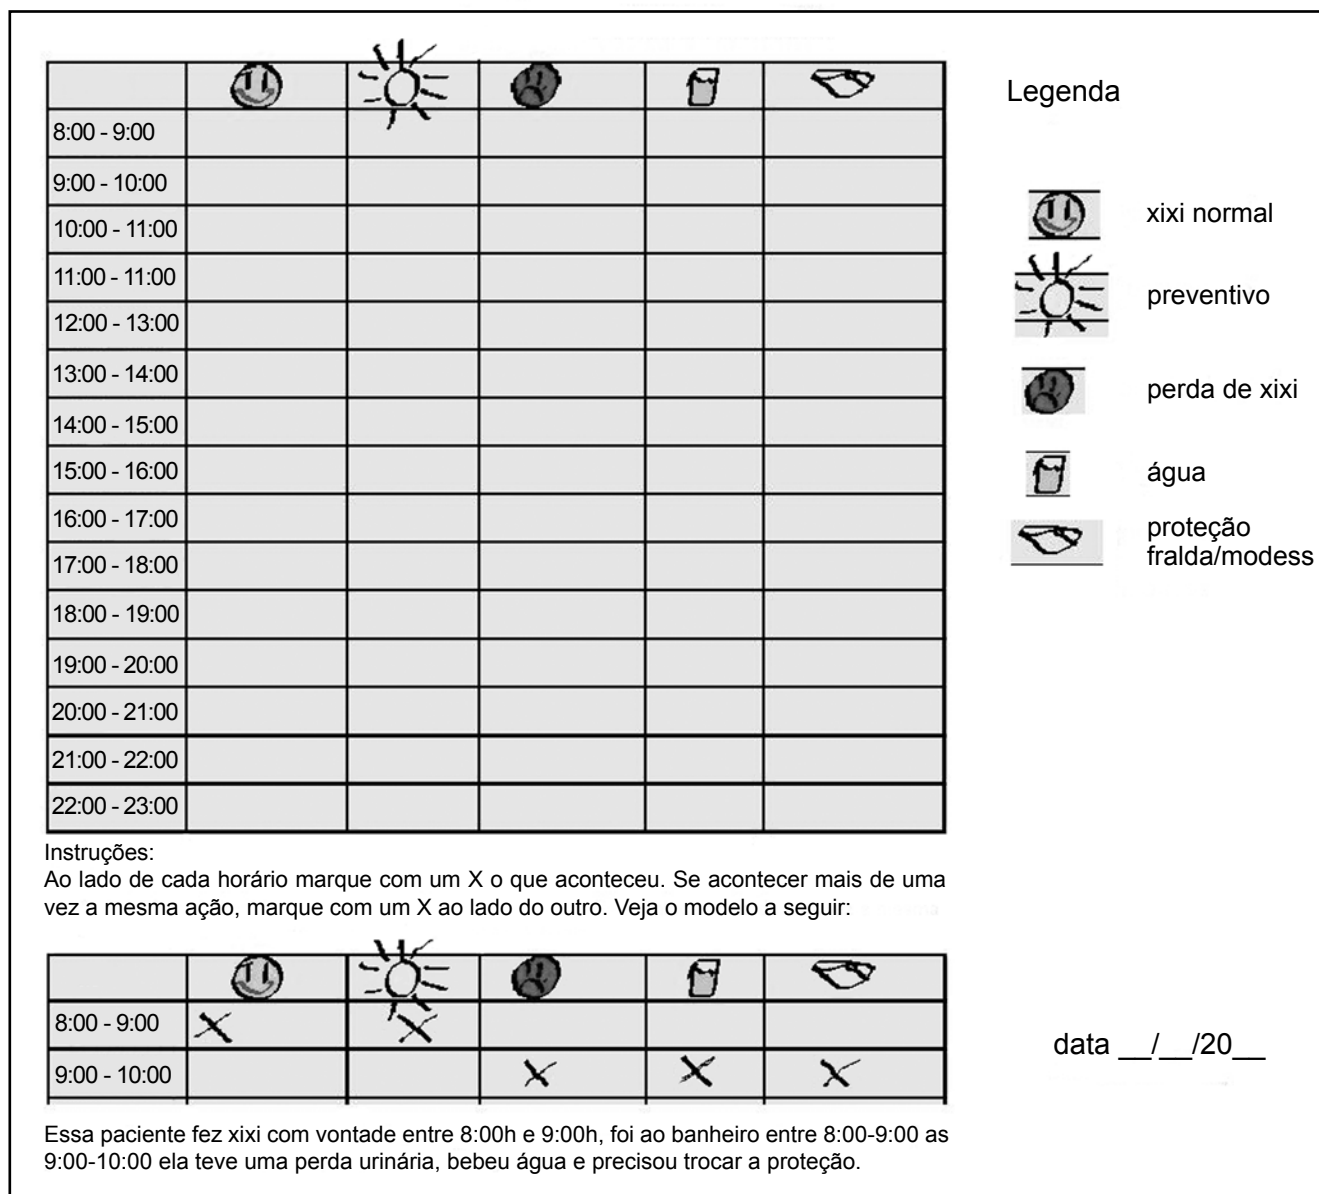 Legenda
8:00 - 9:00
9:00 - 10:00
10:00 - 11:00
11:00 - 11:00
12:00 - 13:00
13:00 - 14:00
14:00 - 15:00
15:00 - 16:00
16:00 - 17:00
17:00 - 18:00
18:00 - 19:00
19:00 - 20:00
20:00 - 21:00
21:00 - 22:00
22:00 - 23:00
xixi normal
preventivo
perda de xixi
água
proteção
fralda/modess
Instruções:
Ao lado de cada horário marque com um X o que aconteceu. Se acontecer mais de uma
vez a mesma ação, marque com um X ao lado do outro. Veja o modelo a seguir:
8:00 - 9:00 X X
9:00 - 10:00 X X X
data __/__/20__
Essa paciente fez xixi com vontade entre 8:00h e 9:00h, foi ao banheiro entre 8:00-9:00 as
9:00-10:00 ela teve uma perda urinária, bebeu água e precisou trocar a proteção.